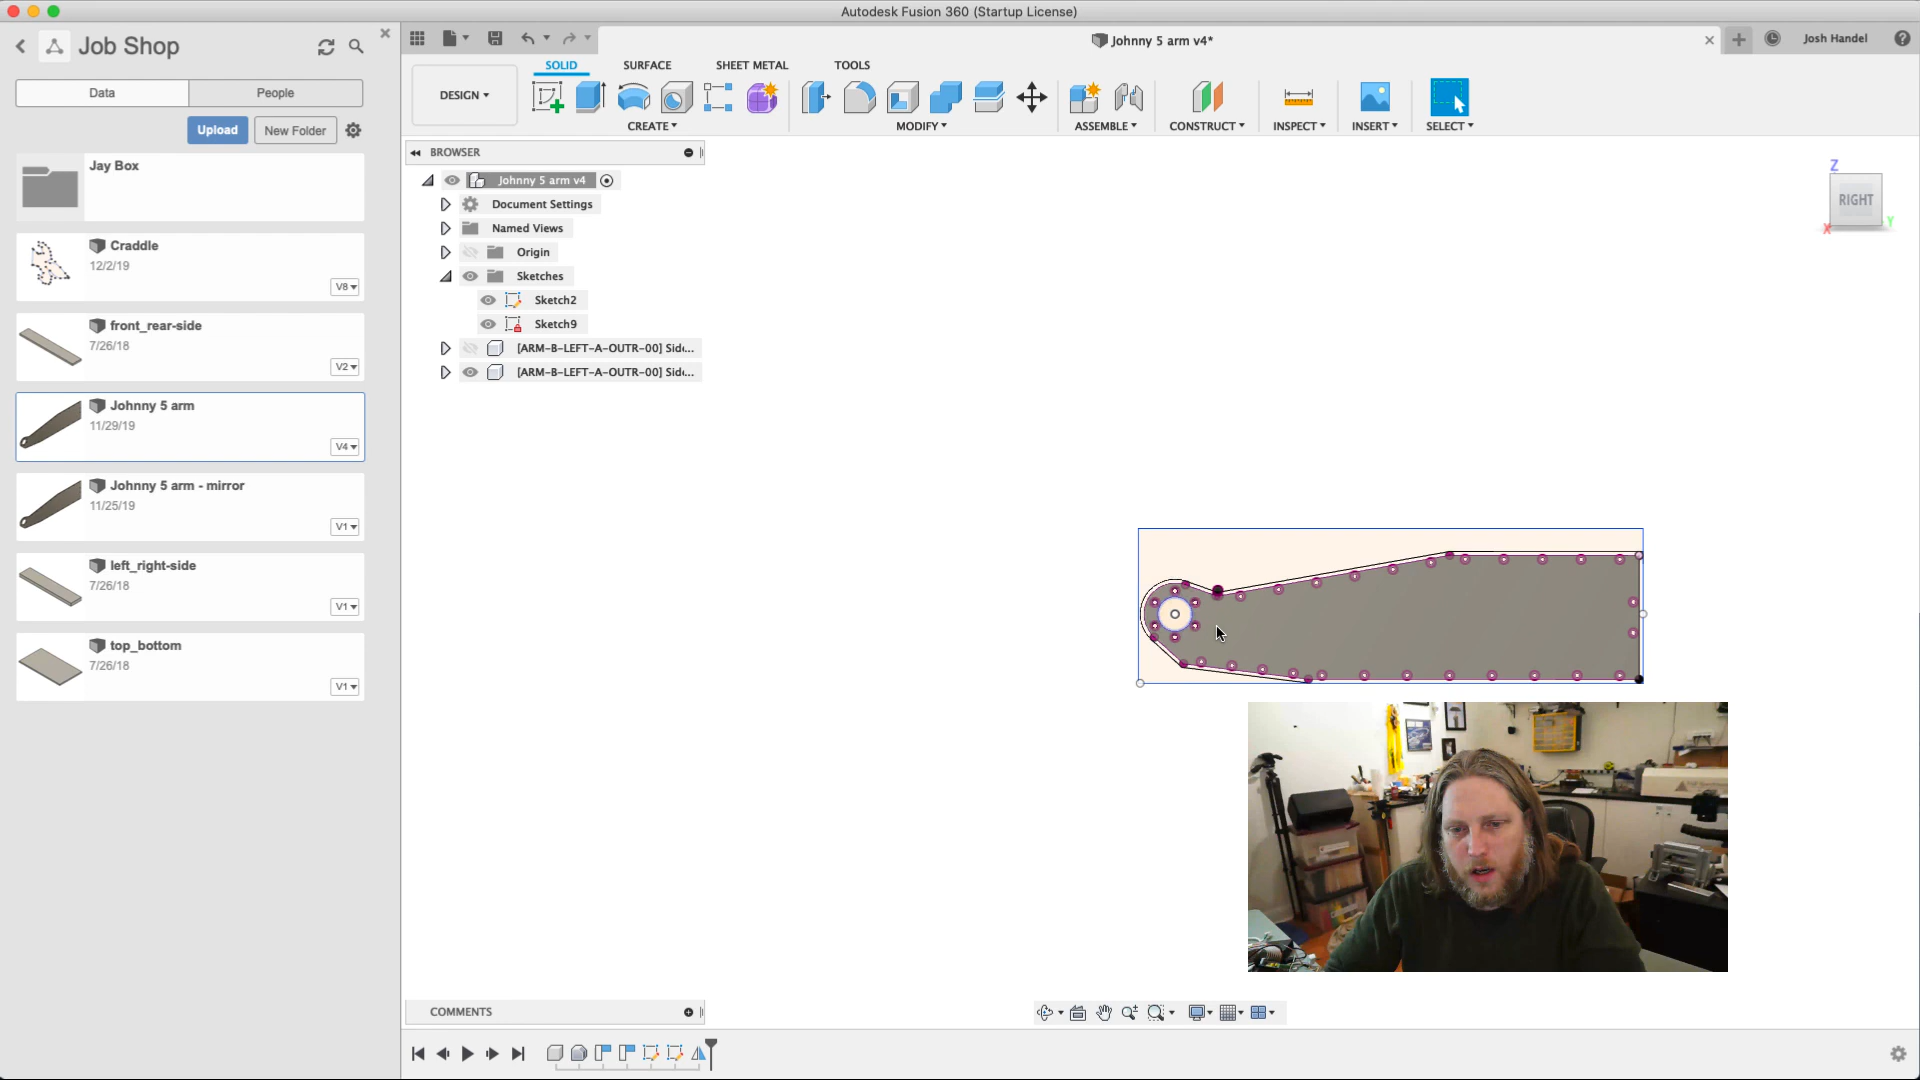 Autodesk Fusion 360 (Startup License)
Job Shop
Johnny 5 arm v4*
Josh Handel
Data
People
Upload
New Folder
Jay Box
Craddle
12/2/19
V8
front_rear-side
7/26/18
V2
Johnny 5 arm
11/29/19
V4
Johnny 5 arm - mirror
11/25/19
V1
left_right-side
7/26/18
V1
top_bottom
7/26/18
V1
DESIGN
SOLID
SURFACE
SHEET METAL
TOOLS
CREATE
MODIFY
ASSEMBLE
CONSTRUCT
INSPECT
INSERT
SELECT
BROWSER
Johnny 5 arm v4
Document Settings
Named Views
Origin
Sketches
Sketch2
Sketch9
[ARM-B-LEFT-A-OUTR-00] Sid...
[ARM-B-LEFT-A-OUTR-00] Sid...
Z
RIGHT
X
Y
COMMENTS